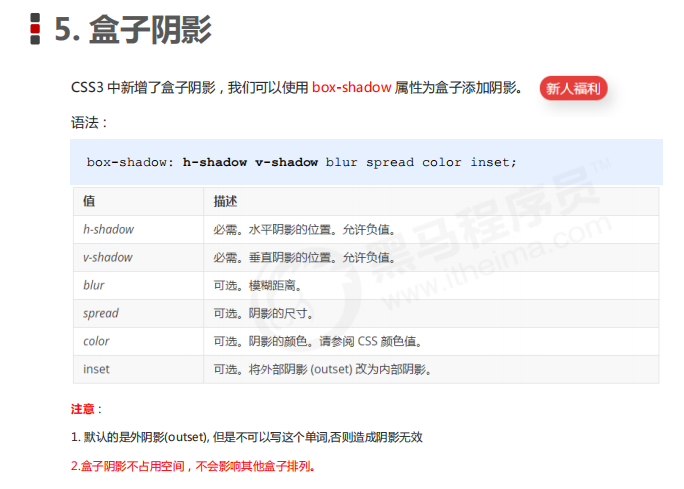 5. 盒子阴影
CSS3 中新增了盒子阴影，我们可以使用 box-shadow 属性为盒子添加阴影。 新人福利
语法：
box-shadow: h-shadow v-shadow blur spread color inset;
值 描述
h-shadow 必需。水平阴影的位置。允许负值。
v-shadow 必需。垂直阴影的位置。允许负值。
blur 可选。模糊距离。
spread 可选。阴影的尺寸。
color 可选。阴影的颜色。请参阅 CSS 颜色值。
inset 可选。将外部阴影 (outset) 改为内部阴影。
黑马程序员™
www.itheima.com
注意：
1. 默认的是外阴影(outset), 但是不可以写这个单词,否则造成阴影无效
2.盒子阴影不占用空间，不会影响其他盒子排列。